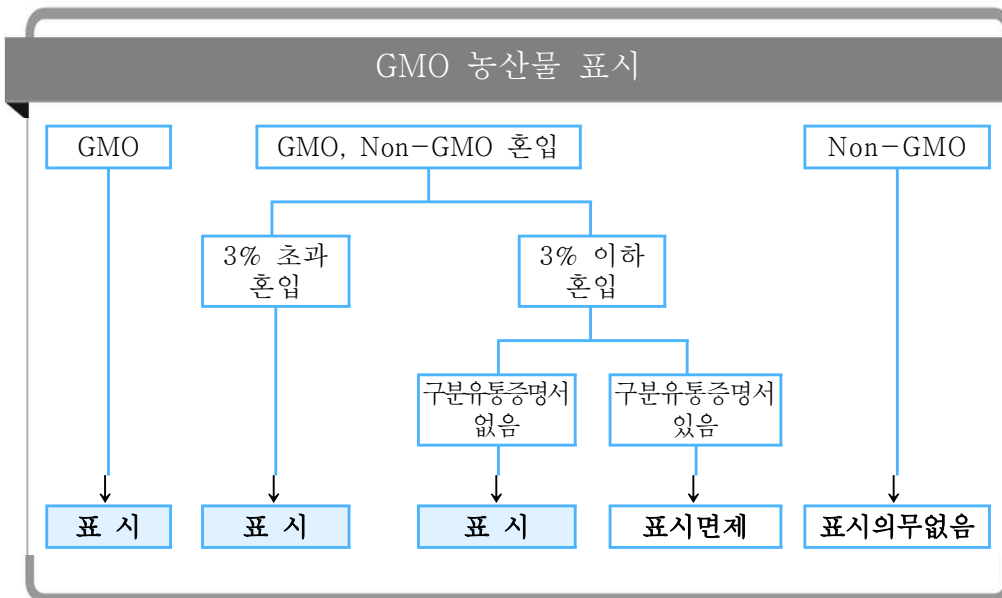 GMO 농산물 표시
GMO
GMO, Non-GMO 혼입
Non-GMO
3% 초과
혼입
3% 이하
혼입
구분유통증명서
없음
구분유통증명서
있음
표 시
표 시
표 시
표시면제
표시의무없음